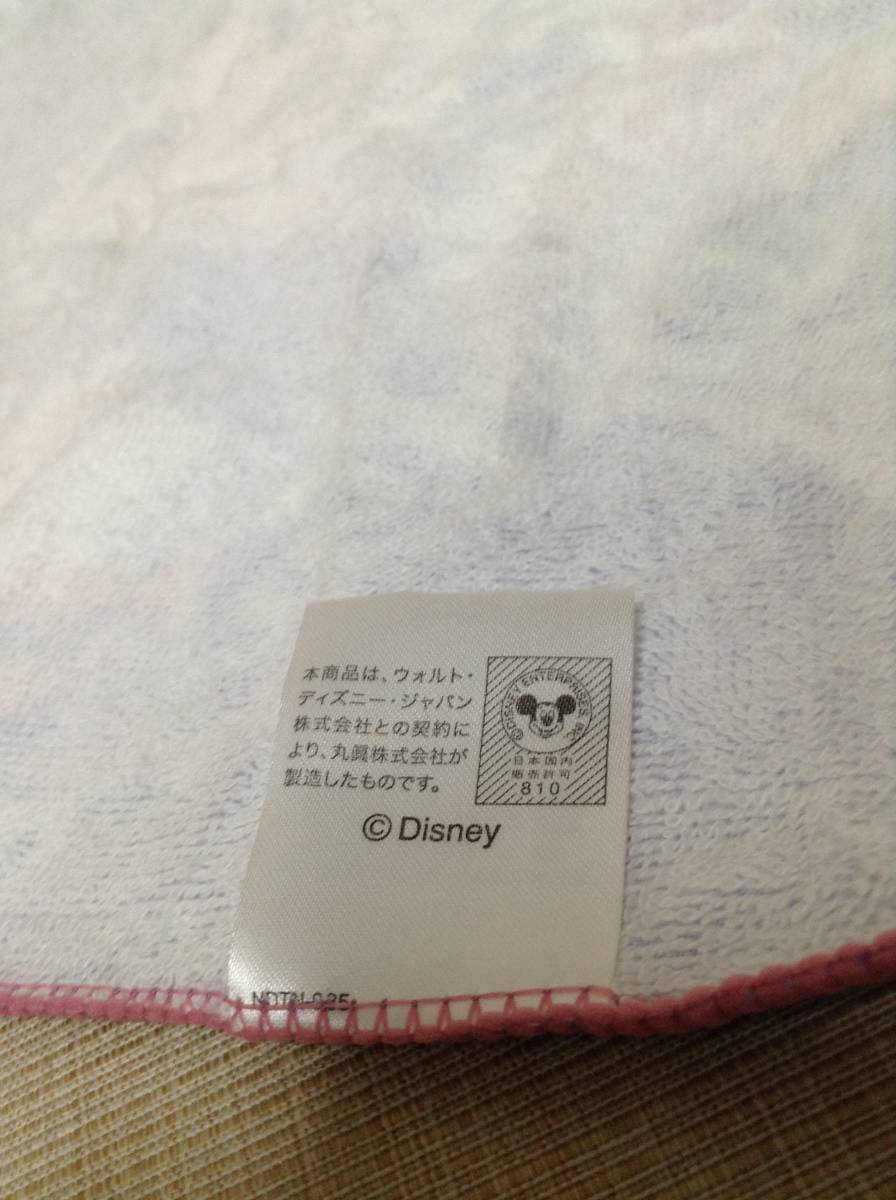 本商品は、ウォルト・
ディズニー・ジャパン
株式会社との契約に
より、丸眞株式会社が
製造したものです。
©DISNEY ENTERPRISES, INC.
日本国内
販売許可
810
©Disney